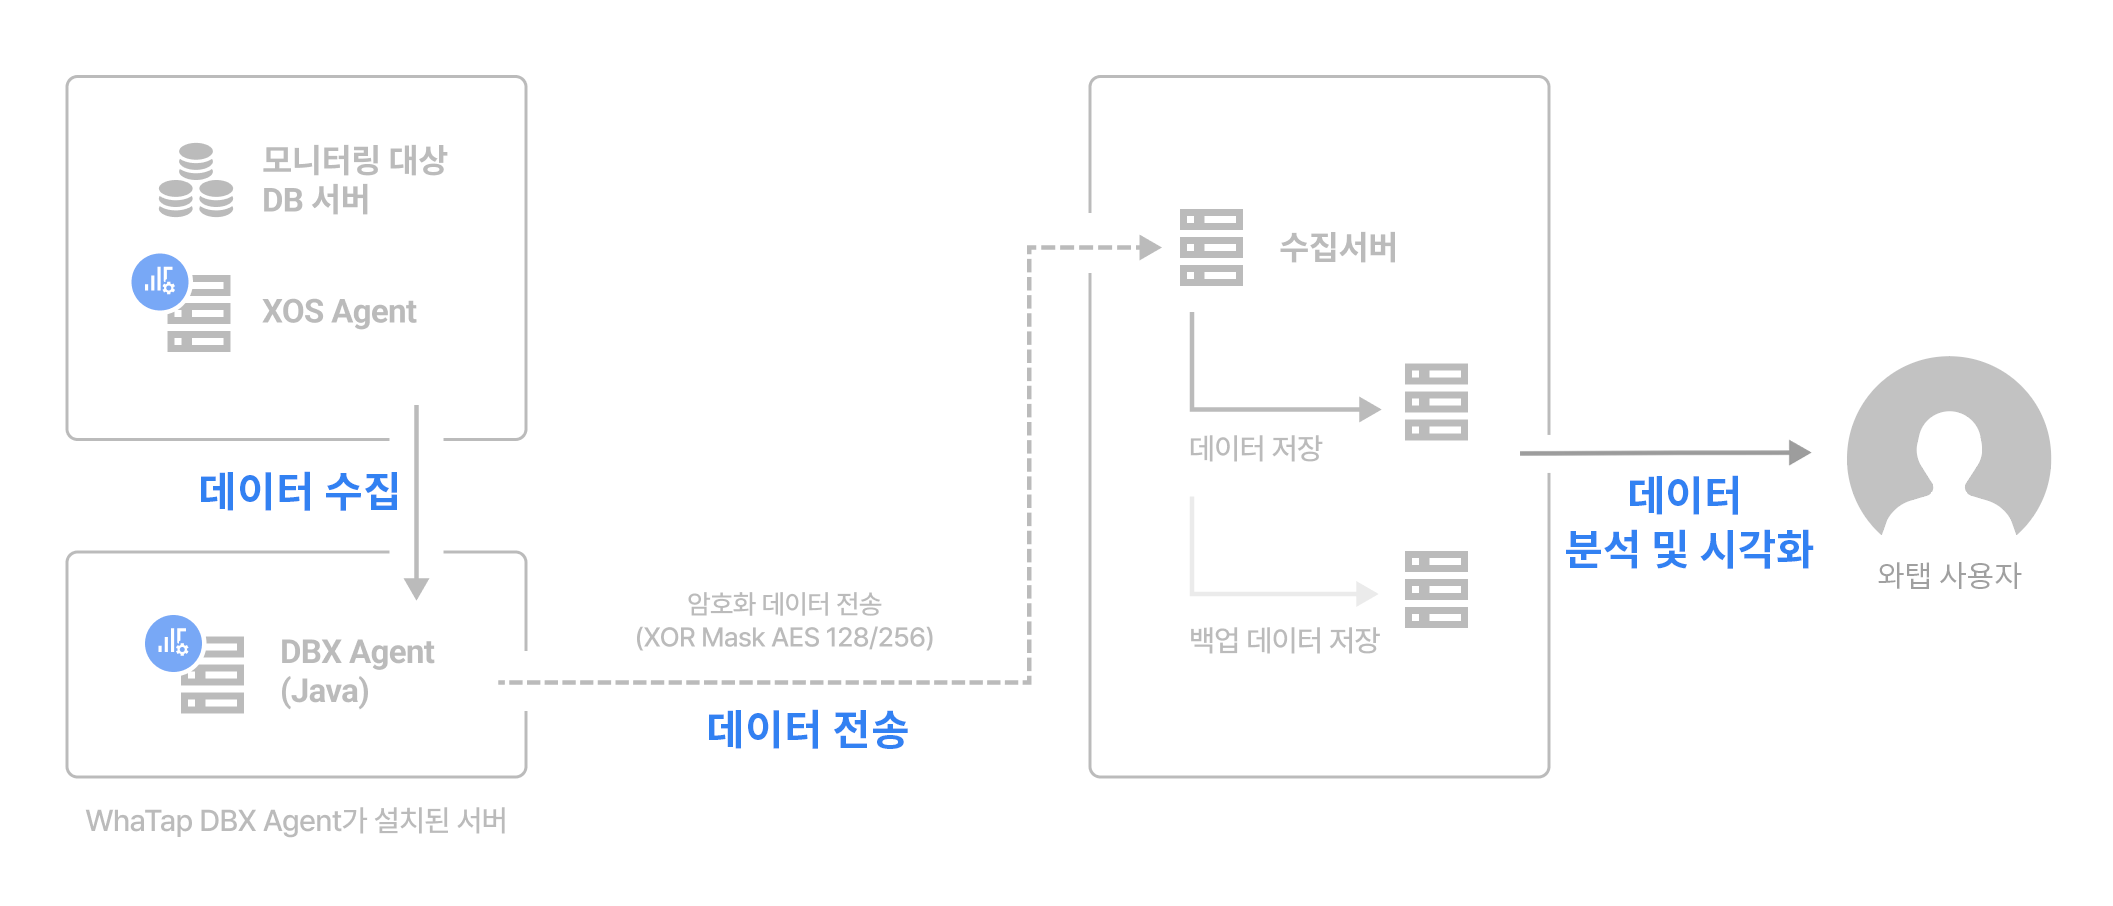 모니터링 대상
DB 서버
XOS Agent
데이터 수집
DBX Agent
(Java)
WhaTap DBX Agent가 설치된 서버
암호화 데이터 전송
(XOR Mask AES 128/256)
데이터 전송
수집서버
데이터 저장
백업 데이터 저장
데이터
분석 및 시각화
와탭 사용자